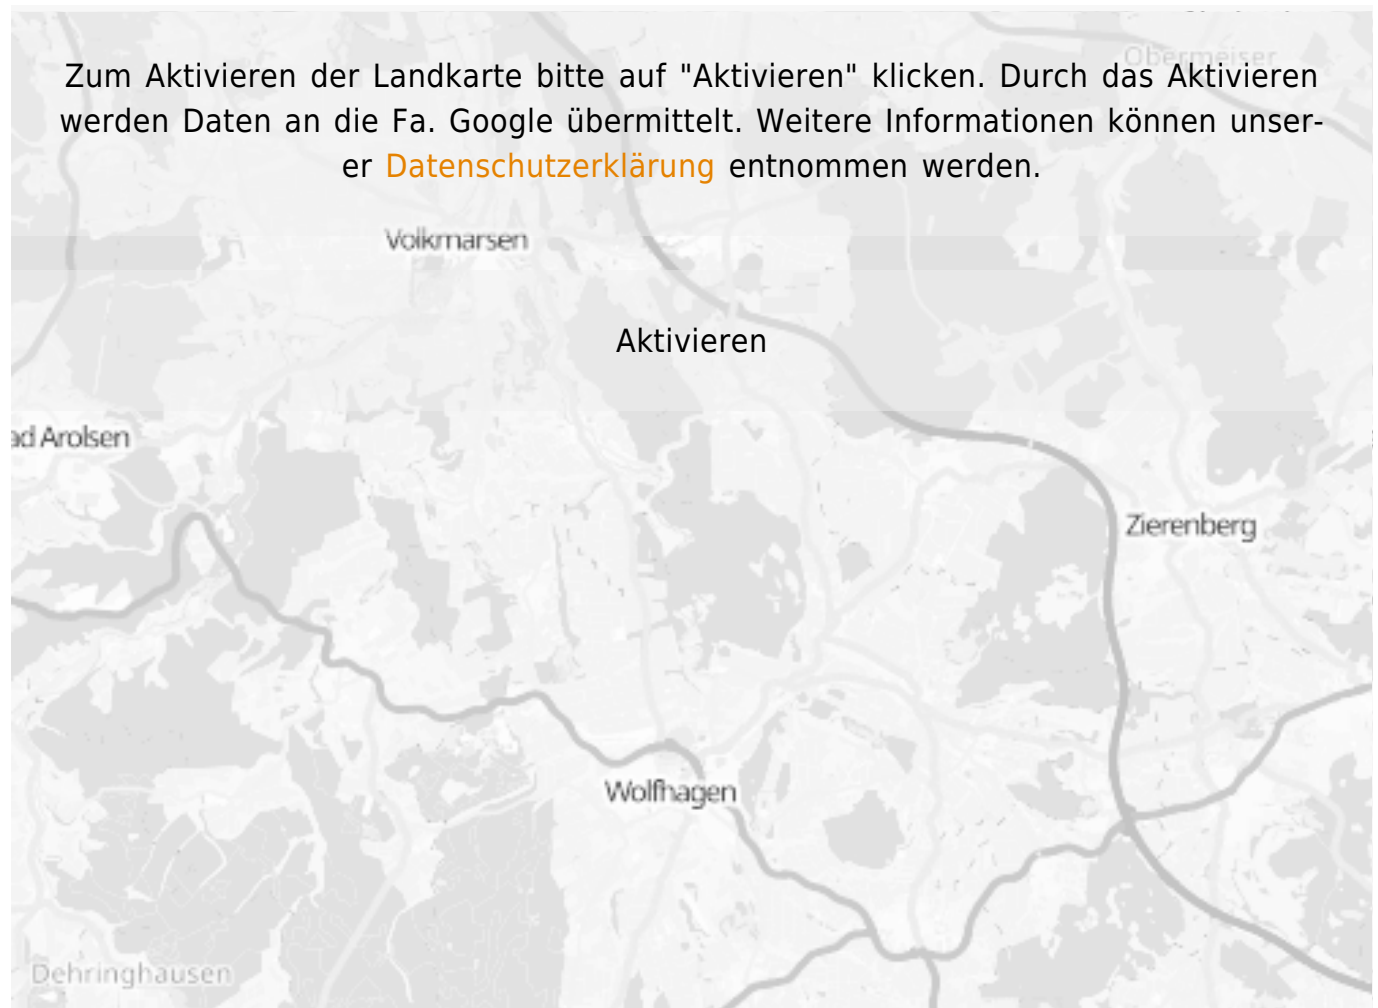 Obermeiser
Zum Aktivieren der Landkarte bitte auf "Aktivieren" klicken. Durch das Aktivieren
werden Daten an die Fa. Google übermittelt. Weitere Informationen können unser-
er Datenschutzerklärung entnommen werden.
Volkmarsen
Aktivieren
ad Arolsen
Zierenberg
Wolfhagen
Dehringhausen